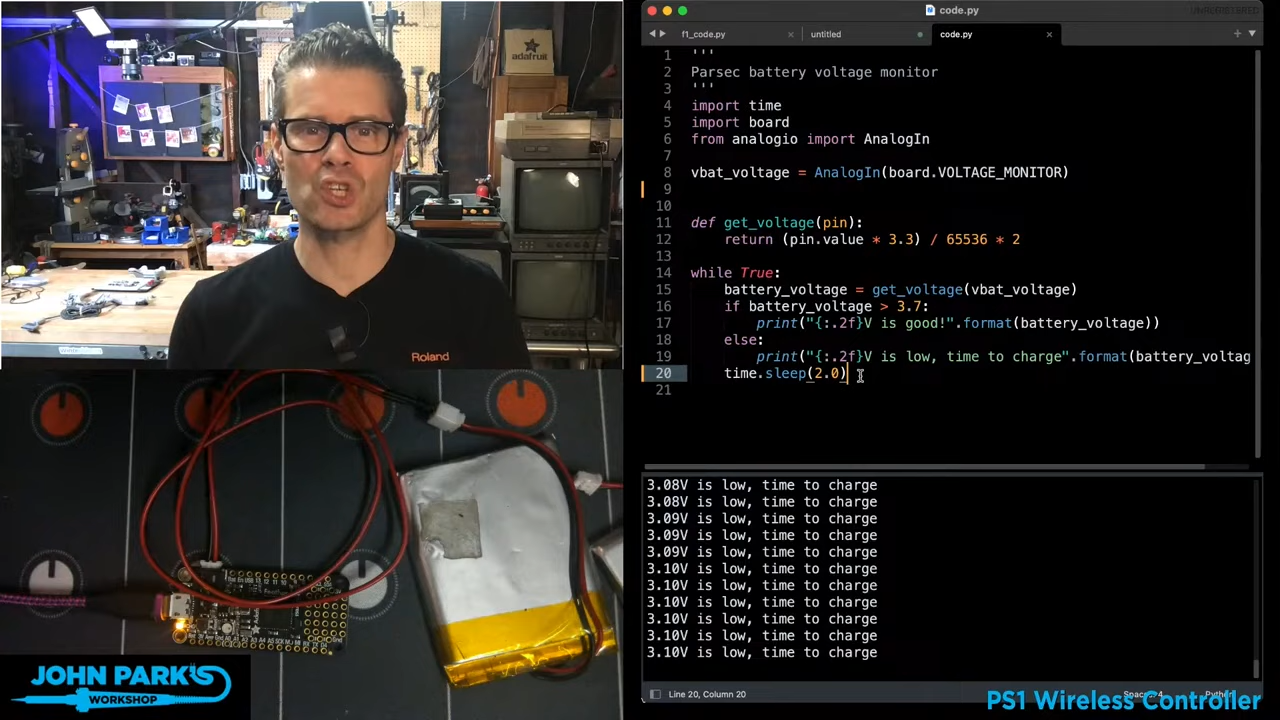 adafruit
Roland
JOHN PARK'S
WORKSHOP
code.py
UNREGISTERED
f1_code.py
untitled
code.py
1 '''
2 Parsec battery voltage monitor
3 '''
4 import time
5 import board
6 from analogio import AnalogIn
7
8 vbat_voltage = AnalogIn(board.VOLTAGE_MONITOR)
9
10
11 def get_voltage(pin):
12 return (pin.value * 3.3) / 65536 * 2
13
14 while True:
15 battery_voltage = get_voltage(vbat_voltage)
16 if battery_voltage > 3.7:
17 print("{:.2f}V is good!".format(battery_voltage))
18 else:
19 print("{:.2f}V is low, time to charge".format(battery_voltag
20 time.sleep(2.0)
21
3.08V is low, time to charge
3.08V is low, time to charge
3.09V is low, time to charge
3.09V is low, time to charge
3.09V is low, time to charge
3.10V is low, time to charge
3.10V is low, time to charge
3.10V is low, time to charge
3.10V is low, time to charge
3.10V is low, time to charge
3.10V is low, time to charge
Line 20, Column 20
PS1 Wireless Controller